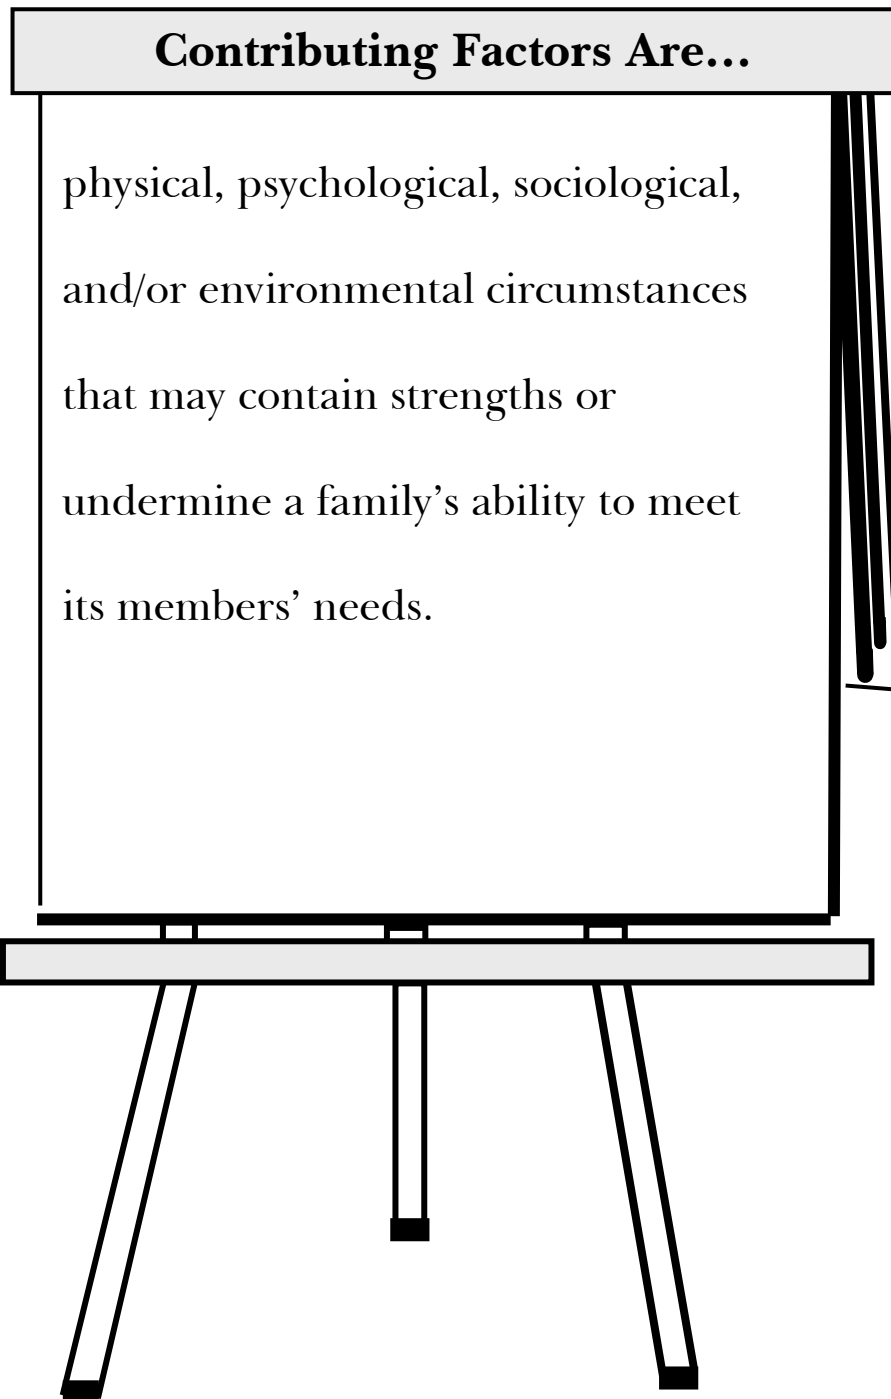 Contributing Factors Are…
physical, psychological, sociological,
and/or environmental circumstances
that may contain strengths or
undermine a family’s ability to meet
its members’ needs.